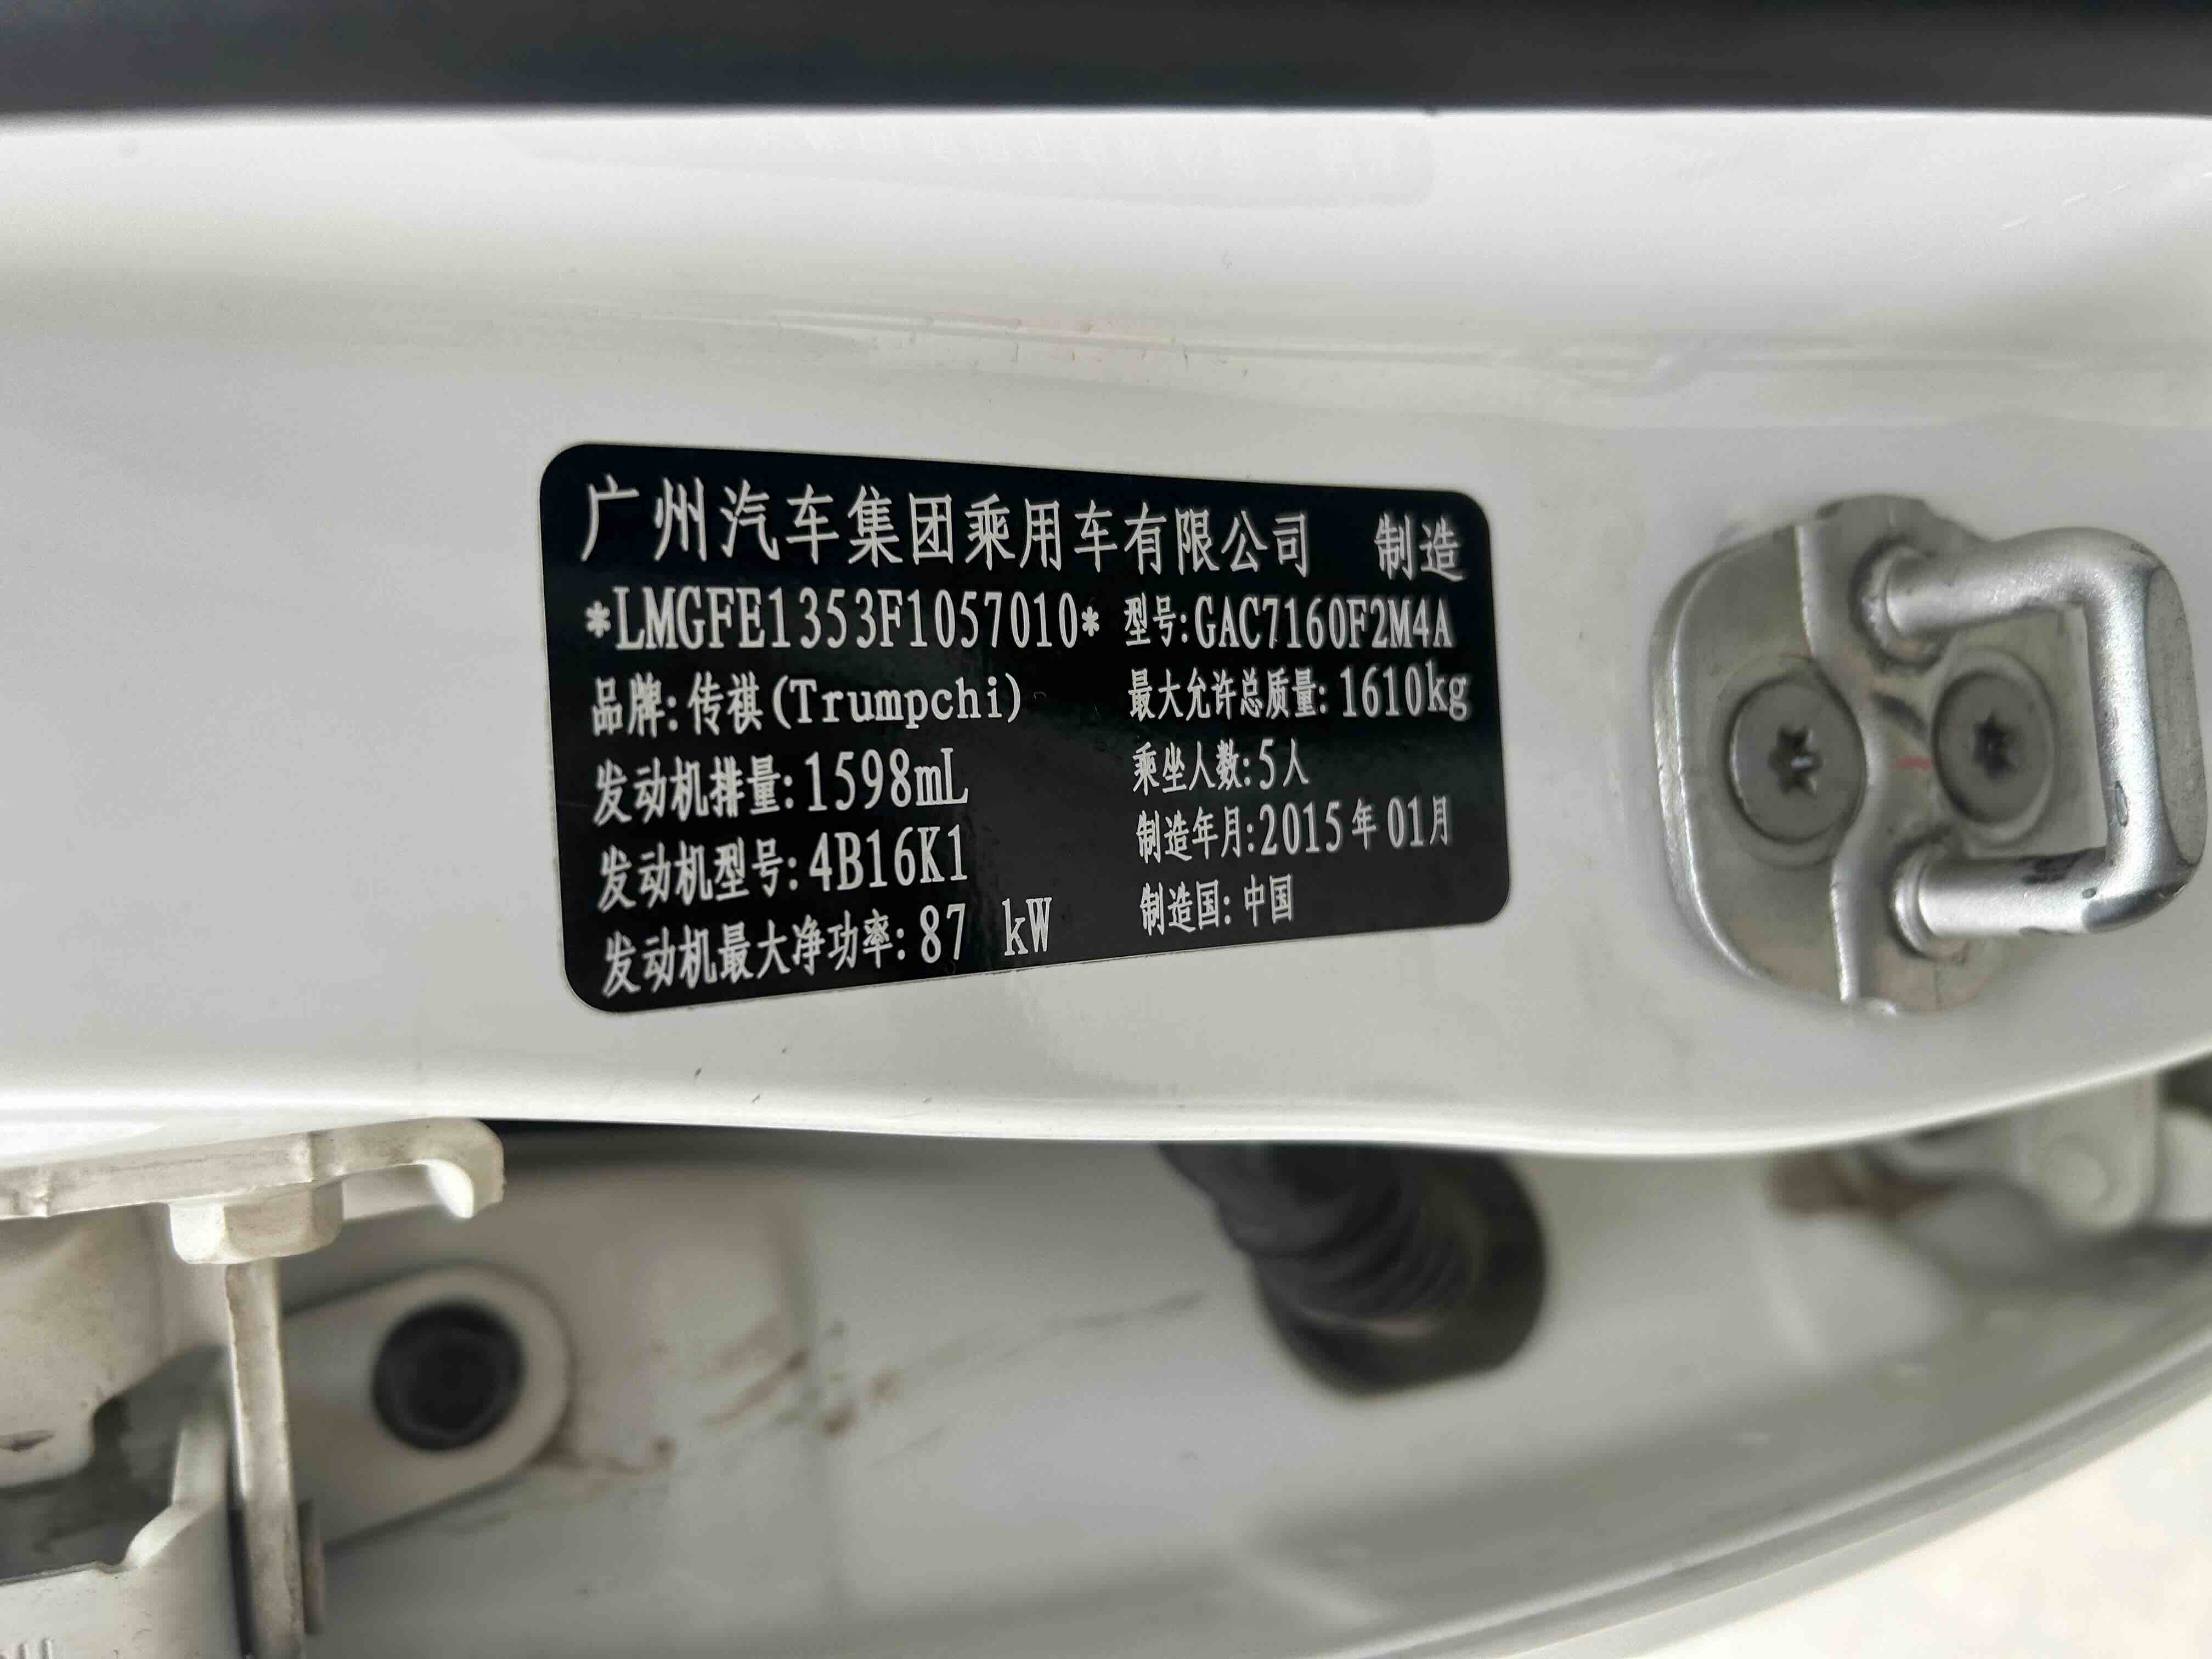 广州汽车集团乘用车有限公司 制造
*LMGFE1353F1057010* 型号:GAC7160F2M4A
品牌:传祺(Trumpchi) 最大允许总质量:1610kg
发动机排量:1598mL 乘坐人数:5人
发动机型号:4B16K1 制造年月:2015年01月
发动机最大净功率:87 kW 制造国:中国